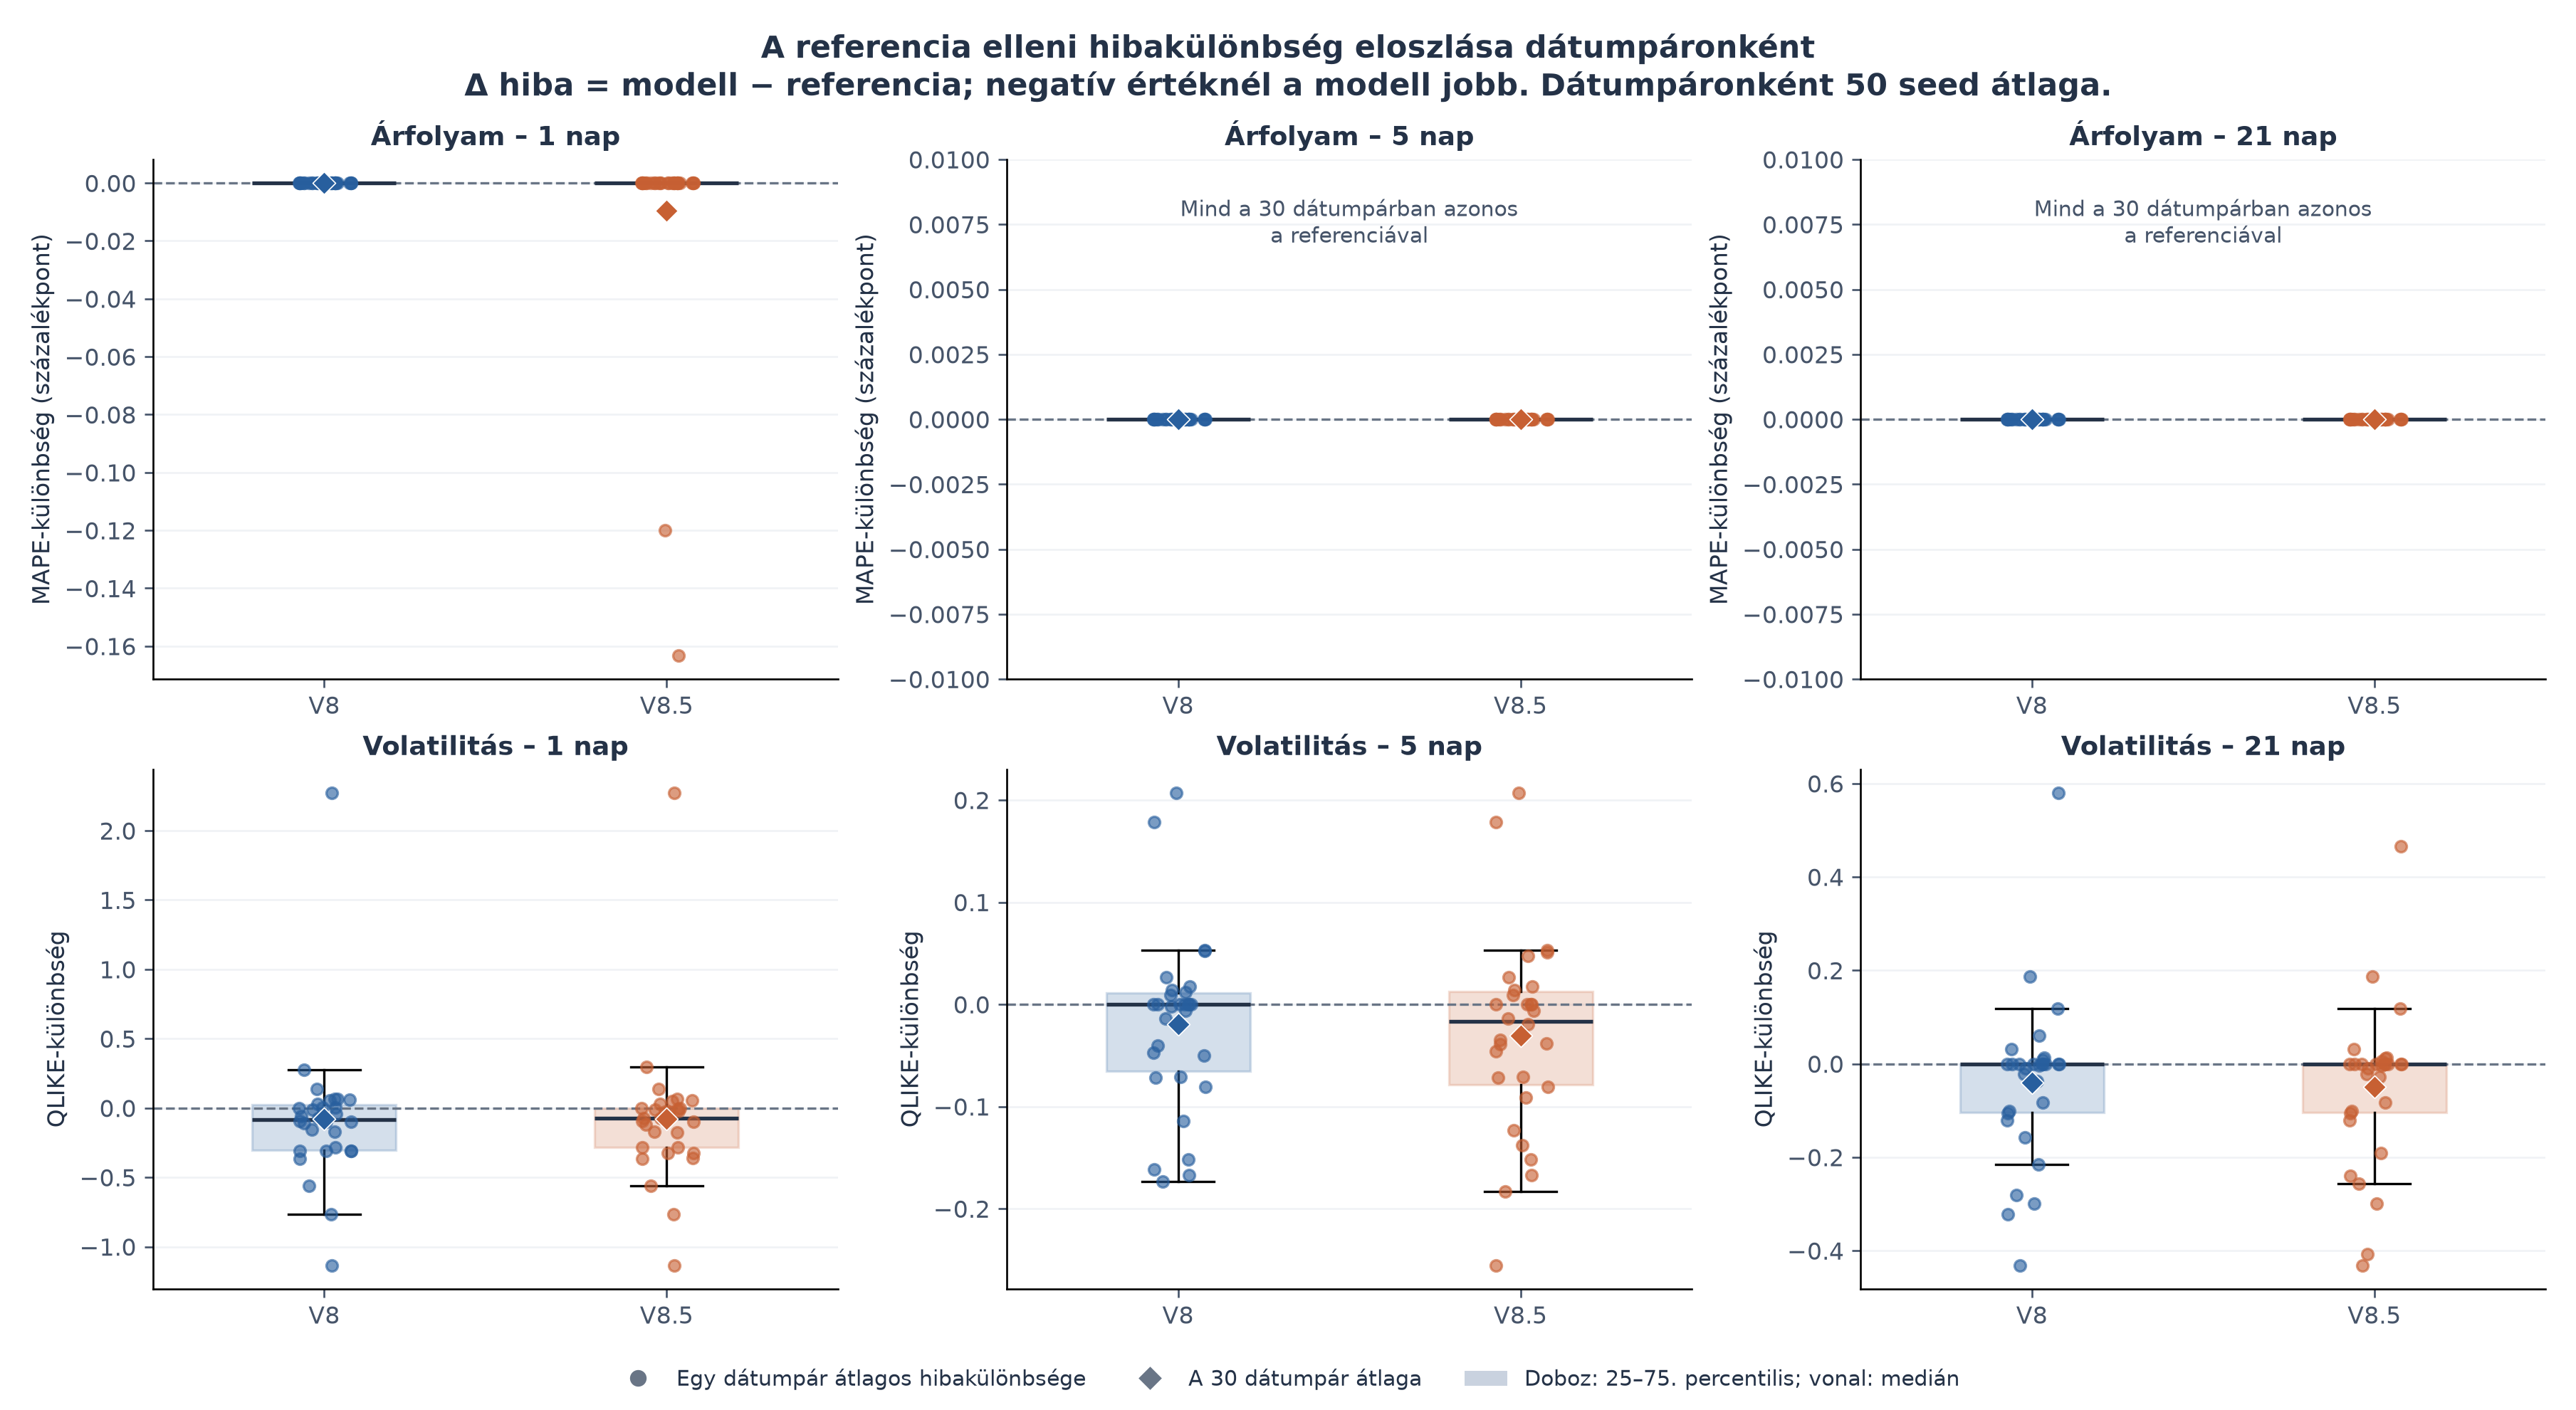 A referencia elleni hibakülönbség eloszlása dátumpáronként
Δ hiba = modell − referencia; negatív értéknél a modell jobb. Dátumpáronként 50 seed átlaga.
Árfolyam – 1 nap
MAPE-különbség (százalékpont)
0.00
−0.02
−0.04
−0.06
−0.08
−0.10
−0.12
−0.14
−0.16
V8
V8.5
Árfolyam – 5 nap
MAPE-különbség (százalékpont)
0.0100
0.0075
0.0050
0.0025
0.0000
−0.0025
−0.0050
−0.0075
−0.0100
Mind a 30 dátumpárban azonos
a referenciával
V8
V8.5
Árfolyam – 21 nap
MAPE-különbség (százalékpont)
0.0100
0.0075
0.0050
0.0025
0.0000
−0.0025
−0.0050
−0.0075
−0.0100
Mind a 30 dátumpárban azonos
a referenciával
V8
V8.5
Volatilitás – 1 nap
QLIKE-különbség
2.0
1.5
1.0
0.5
0.0
−0.5
−1.0
V8
V8.5
Volatilitás – 5 nap
QLIKE-különbség
0.2
0.1
0.0
−0.1
−0.2
V8
V8.5
Volatilitás – 21 nap
QLIKE-különbség
0.6
0.4
0.2
0.0
−0.2
−0.4
V8
V8.5
Egy dátumpár átlagos hibakülönbsége
A 30 dátumpár átlaga
Doboz: 25–75. percentilis; vonal: medián